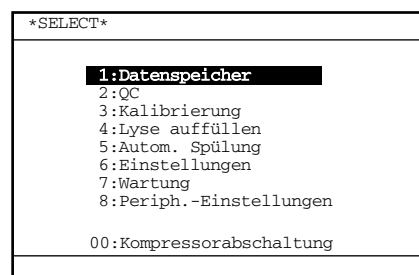 *SELECT*
1:Datenspeicher
2:QC
3:Kalibrierung
4:Lyse auffüllen
5:Autom. Spülung
6:Einstellungen
7:Wartung
8:Periph.-Einstellungen
00:Kompressorabschaltung